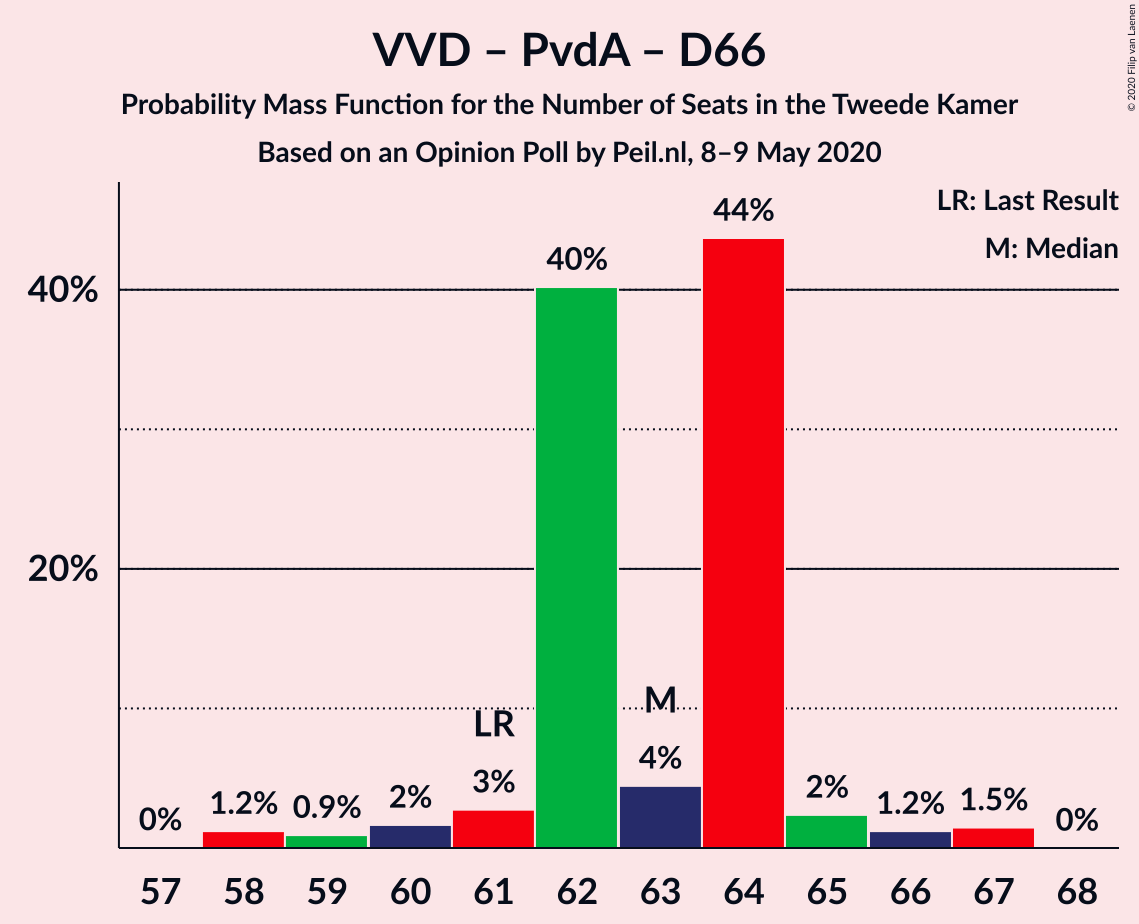 VVD – PvdA – D66
Probability Mass Function for the Number of Seats in the Tweede Kamer
Based on an Opinion Poll by Peil.nl, 8–9 May 2020
© 2020 Filip van Laenen
LR: Last Result
M: Median
44%
40%
40%
20%
M
LR
4%
3%
2%
2%
1.2%
0.9%
1.2%
1.5%
0%
0%
57 58 59 60 61 62 63 64 65 66 67 68